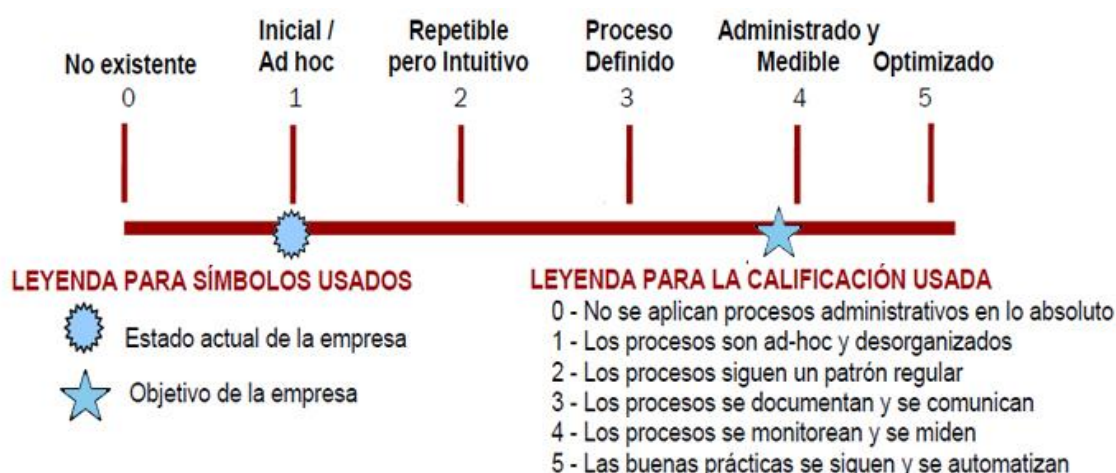 No existente
0
Inicial /
Ad hoc
1
Repetible
pero Intuitivo
2
Proceso
Definido
3
Administrado y
Medible
4
Optimizado
5
LEYENDA PARA SÍMBOLOS USADOS
Estado actual de la empresa
Objetivo de la empresa
LEYENDA PARA LA CALIFICACIÓN USADA
0 - No se aplican procesos administrativos en lo absoluto
1 - Los procesos son ad-hoc y desorganizados
2 - Los procesos siguen un patrón regular
3 - Los procesos se documentan y se comunican
4 - Los procesos se monitorean y se miden
5 - Las buenas prácticas se siguen y se automatizan